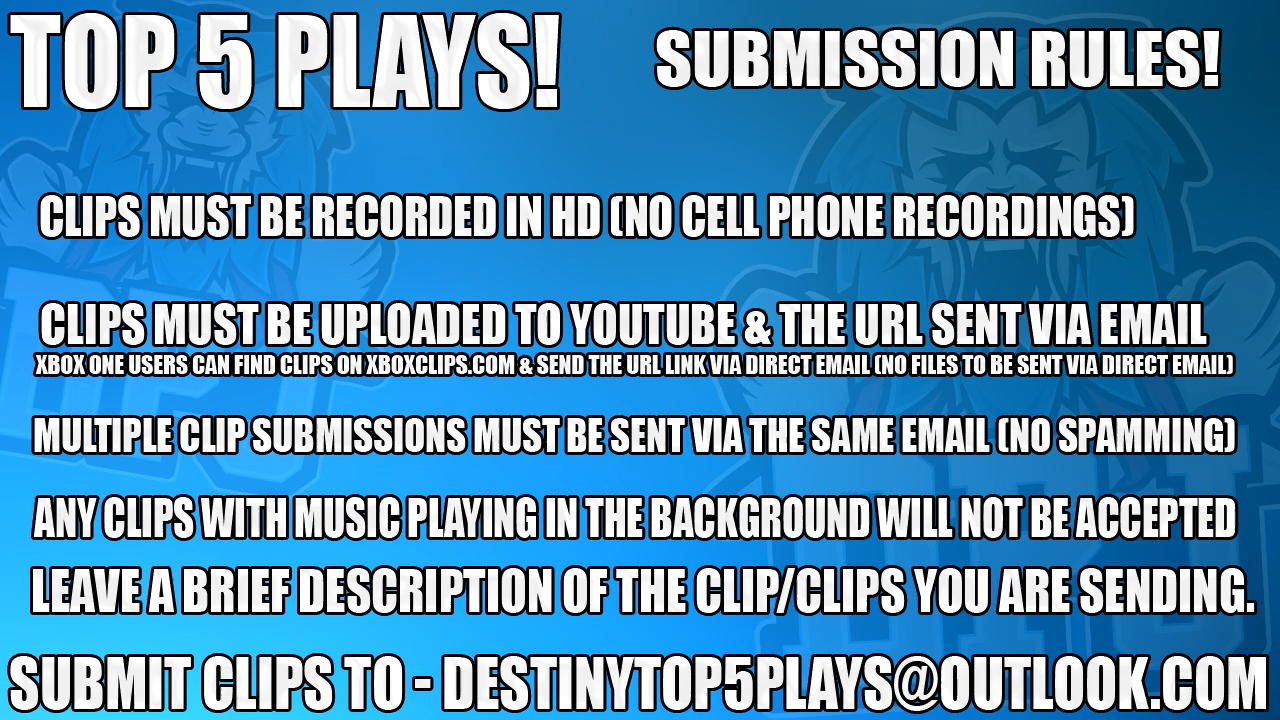 TOP 5 PLAYS!
SUBMISSION RULES!
CLIPS MUST BE RECORDED IN HD (NO CELL PHONE RECORDINGS)
CLIPS MUST BE UPLOADED TO YOUTUBE & THE URL SENT VIA EMAIL
XBOX ONE USERS CAN FIND CLIPS ON XBOXCLIPS.COM & SEND THE URL LINK VIA DIRECT EMAIL (NO FILES TO BE SENT VIA DIRECT EMAIL)
MULTIPLE CLIP SUBMISSIONS MUST BE SENT VIA THE SAME EMAIL (NO SPAMMING)
ANY CLIPS WITH MUSIC PLAYING IN THE BACKGROUND WILL NOT BE ACCEPTED
LEAVE A BRIEF DESCRIPTION OF THE CLIP/CLIPS YOU ARE SENDING.
SUBMIT CLIPS TO - DESTINYTOP5PLAYS@OUTLOOK.COM